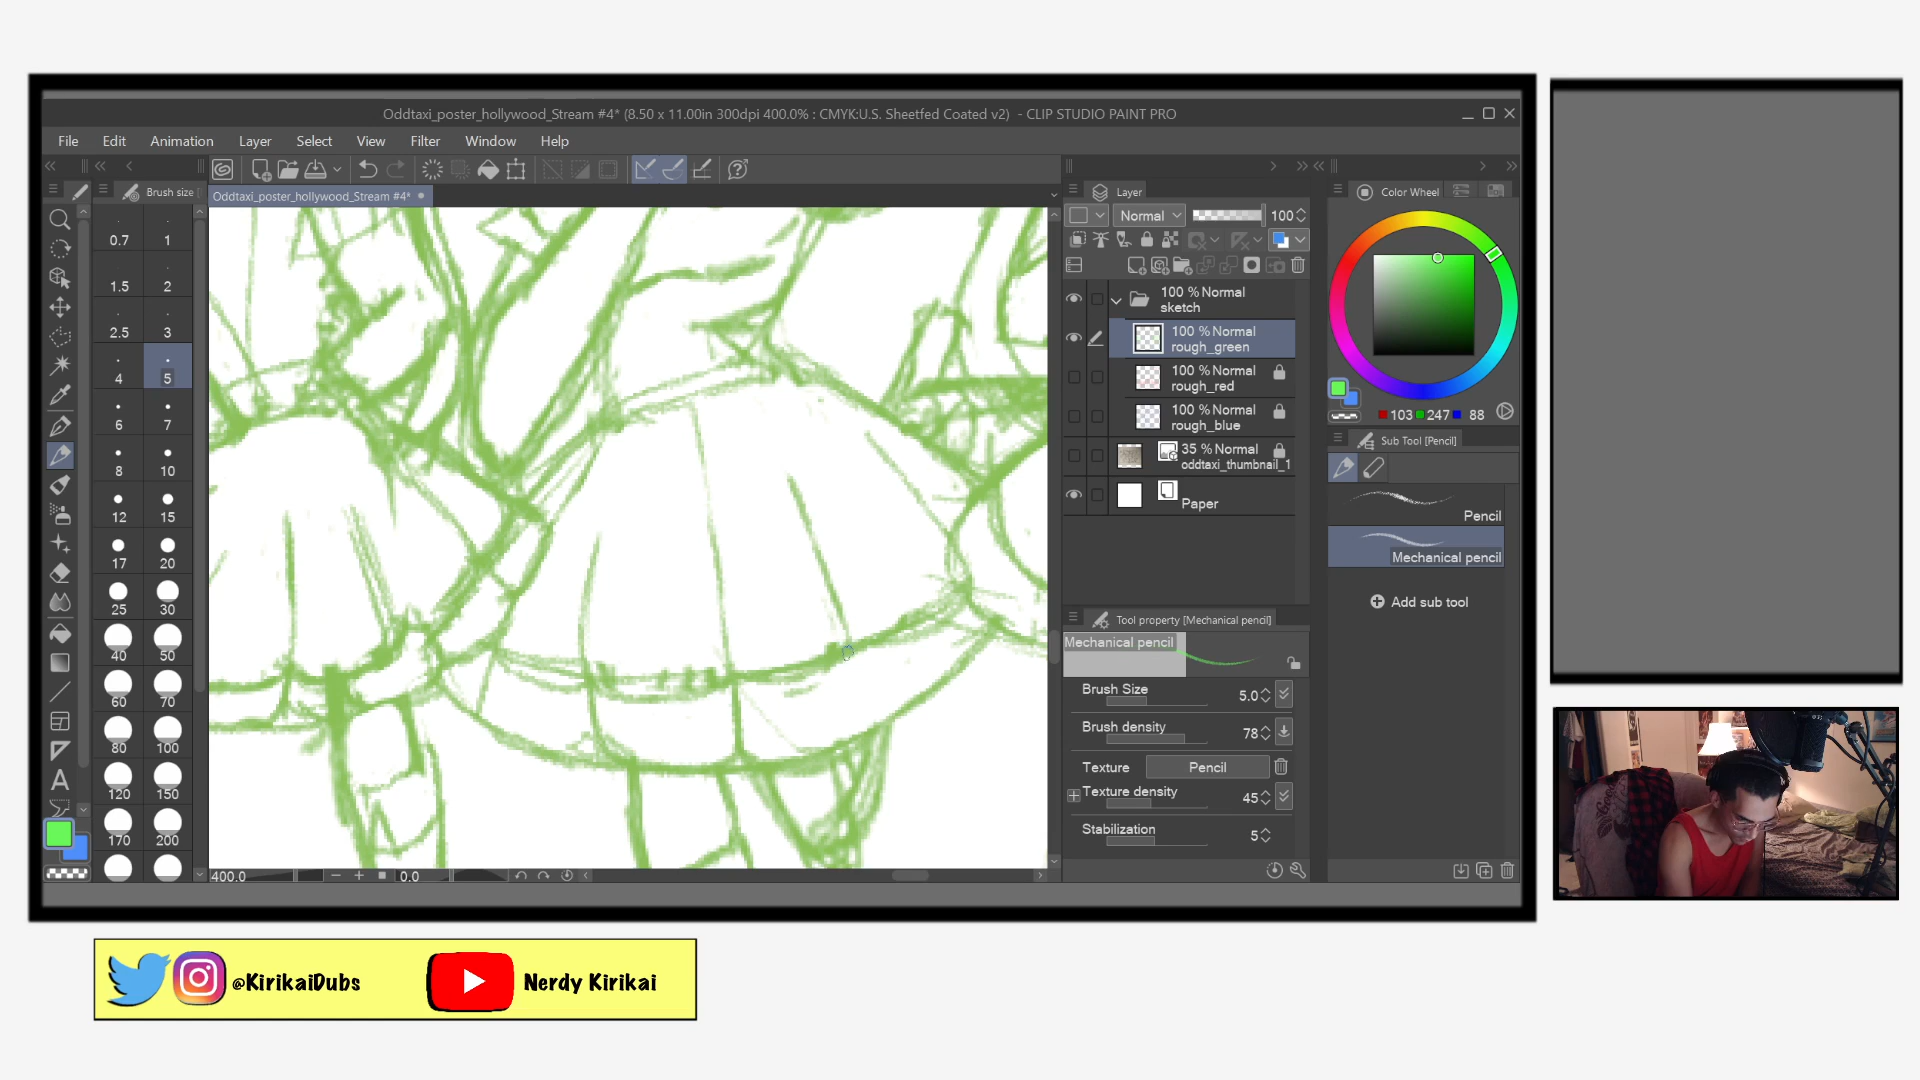 Oddtaxi_poster_hollywood_Stream #4* (8.50 x 11.00in 300dpi 400.0% : CMYK:U.S. Sheetfed Coated v2) - CLIP STUDIO PAINT PRO
File Edit Animation Layer Select View Filter Window Help
Brush size
Oddtaxi_poster_hollywood_Stream #4*
0.7 1
1.5 2
2.5 3
4 5
6 7
8 10
12 15
17 20
25 30
40 50
60 70
80 100
120 150
170 200
400.0 0.0
Layer
Normal 100
100 % Normal
sketch
100 % Normal
rough_green
100 % Normal
rough_red
100 % Normal
rough_blue
35 % Normal
oddtaxi_thumbnail_1
Paper
Tool property [Mechanical pencil]
Mechanical pencil
Brush Size 5.0
Brush density 78
Texture Pencil
Texture density 45
Stabilization 5
Color Wheel
103 247 88
Sub Tool [Pencil]
Pencil
Mechanical pencil
Add sub tool
@KirikaiDubs
Nerdy Kirikai